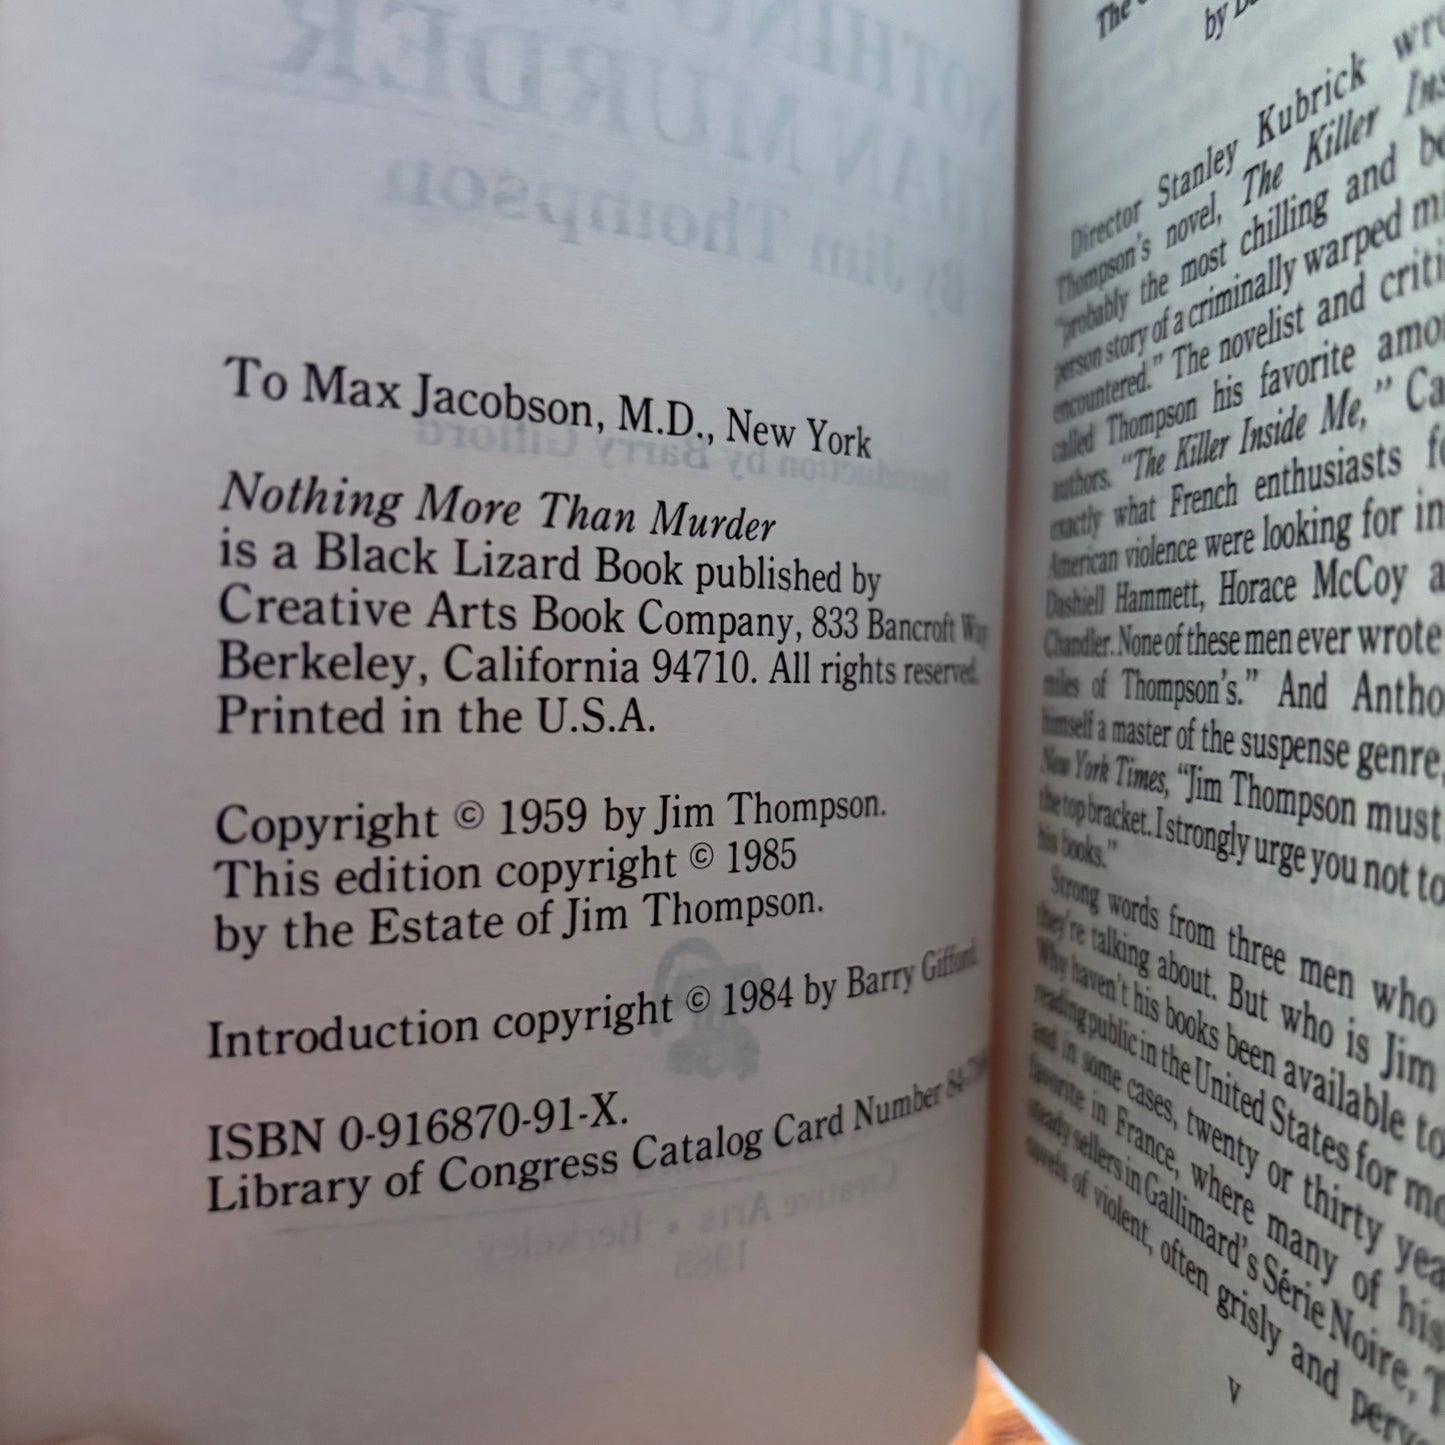 To Max Jacobson, M.D., New York
Nothing More Than Murder
is a Black Lizard Book published by
Creative Arts Book Company, 833 Bancroft Way
Berkeley, California 94710. All rights reserved.
Printed in the U.S.A.
Copyright © 1959 by Jim Thompson.
This edition copyright © 1985
by the Estate of Jim Thompson.
Introduction copyright © 1984 by Barry Gifford.
ISBN 0-916870-91-X.
Library of Congress Catalog Card Number
The
by
Director Stanley Kubrick
Thompson's novel, The Killer
"probably the most chilling and
person story of a criminally warped
encountered." The novelist and
called Thompson his favorite
authors. "The Killer Inside Me,"
exactly what French enthusiasts
American violence were looking for in
Dashiell Hammett, Horace McCoy
Chandler. None of these men ever wrote
miles of Thompson's." And
himself a master of the suspense genre,
New York Times, "Jim Thompson must
the top bracket. I strongly urge you not to
his books."
Strong words from three men who
they're talking about. But who is Jim
Why haven't his books been available to
reading public in the United States for
and in some cases, twenty or thirty
favorite in France, where many of his
steady sellers in Gallimard's Série Noire,
novels of violent, often grisly and
v